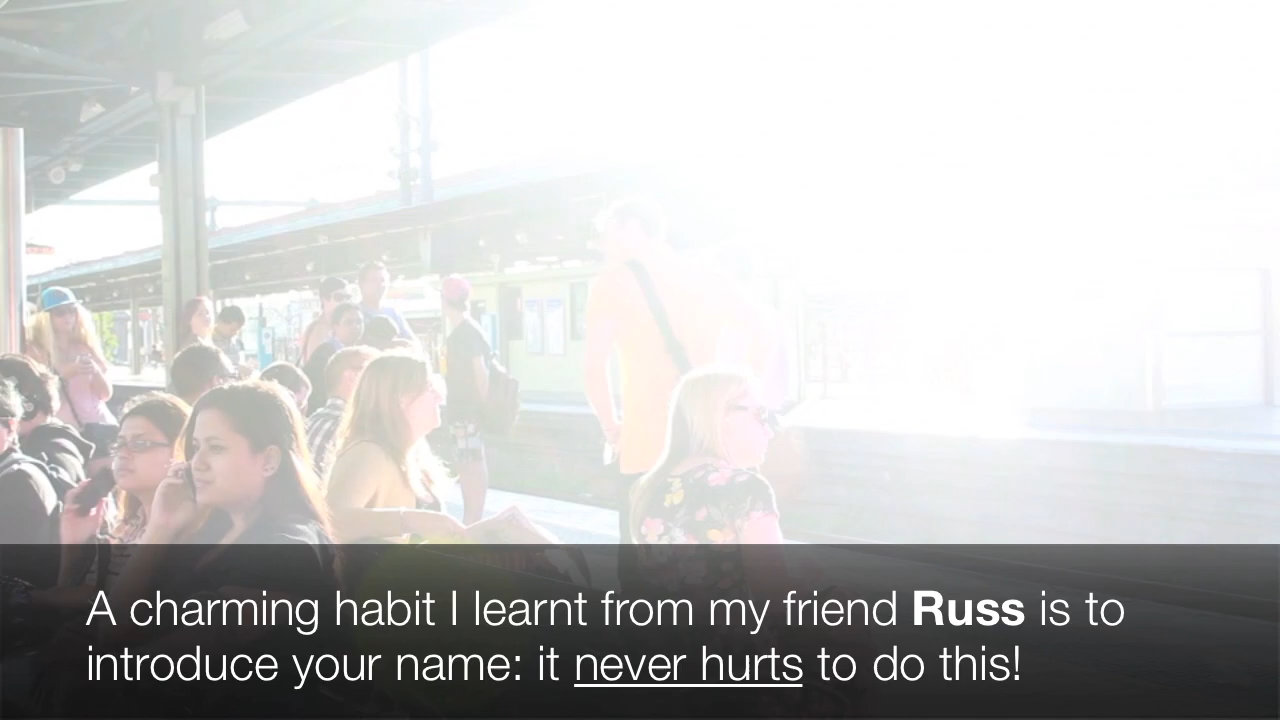 A charming habit I learnt from my friend Russ is to
introduce your name: it never hurts to do this!